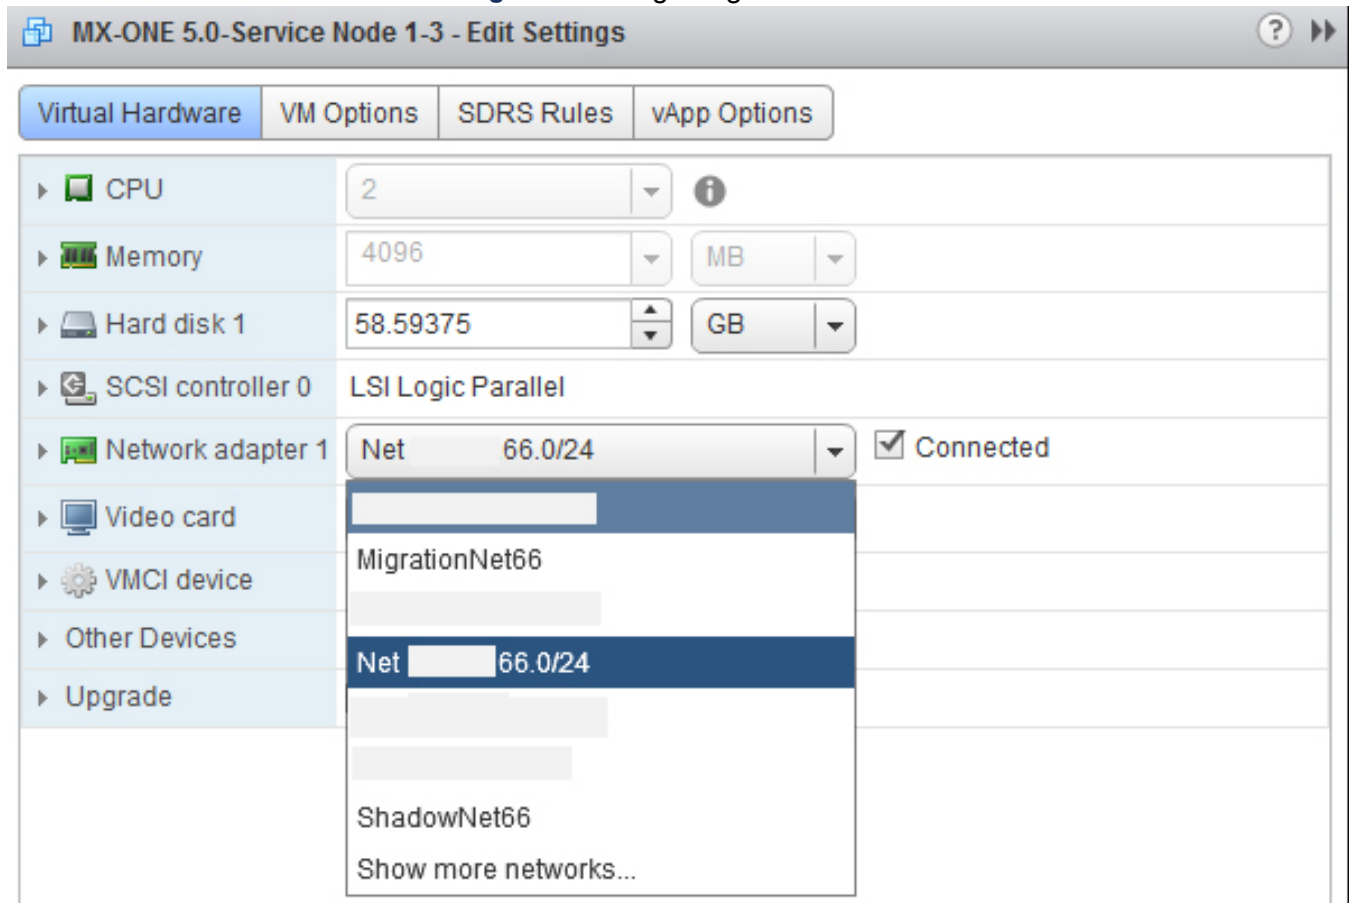 MX-ONE 5.0-Service Node 1-3 - Edit Settings
?
Virtual Hardware VM Options SDRS Rules vApp Options
CPU 2
Memory 4096 MB
Hard disk 1 58.59375 GB
SCSI controller 0 LSI Logic Parallel
Network adapter 1 Net 66.0/24 Connected
Video card
MigrationNet66
VMCI device
Other Devices
Net 66.0/24
Upgrade
ShadowNet66
Show more networks...